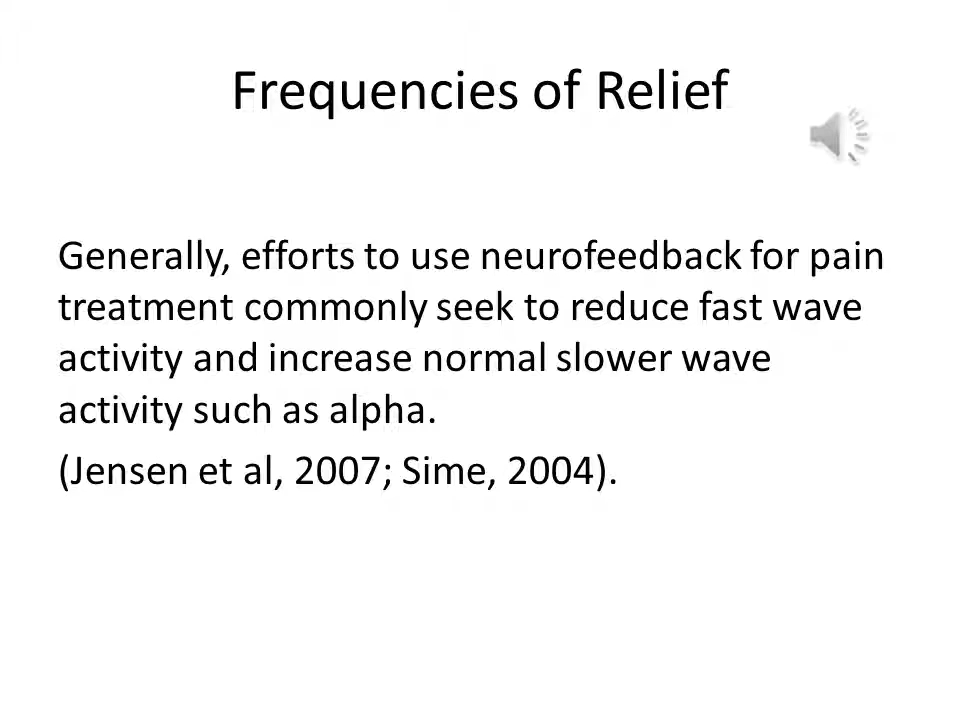 Frequencies of Relief
Generally, efforts to use neurofeedback for pain
treatment commonly seek to reduce fast wave
activity and increase normal slower wave
activity such as alpha.
(Jensen et al, 2007; Sime, 2004).